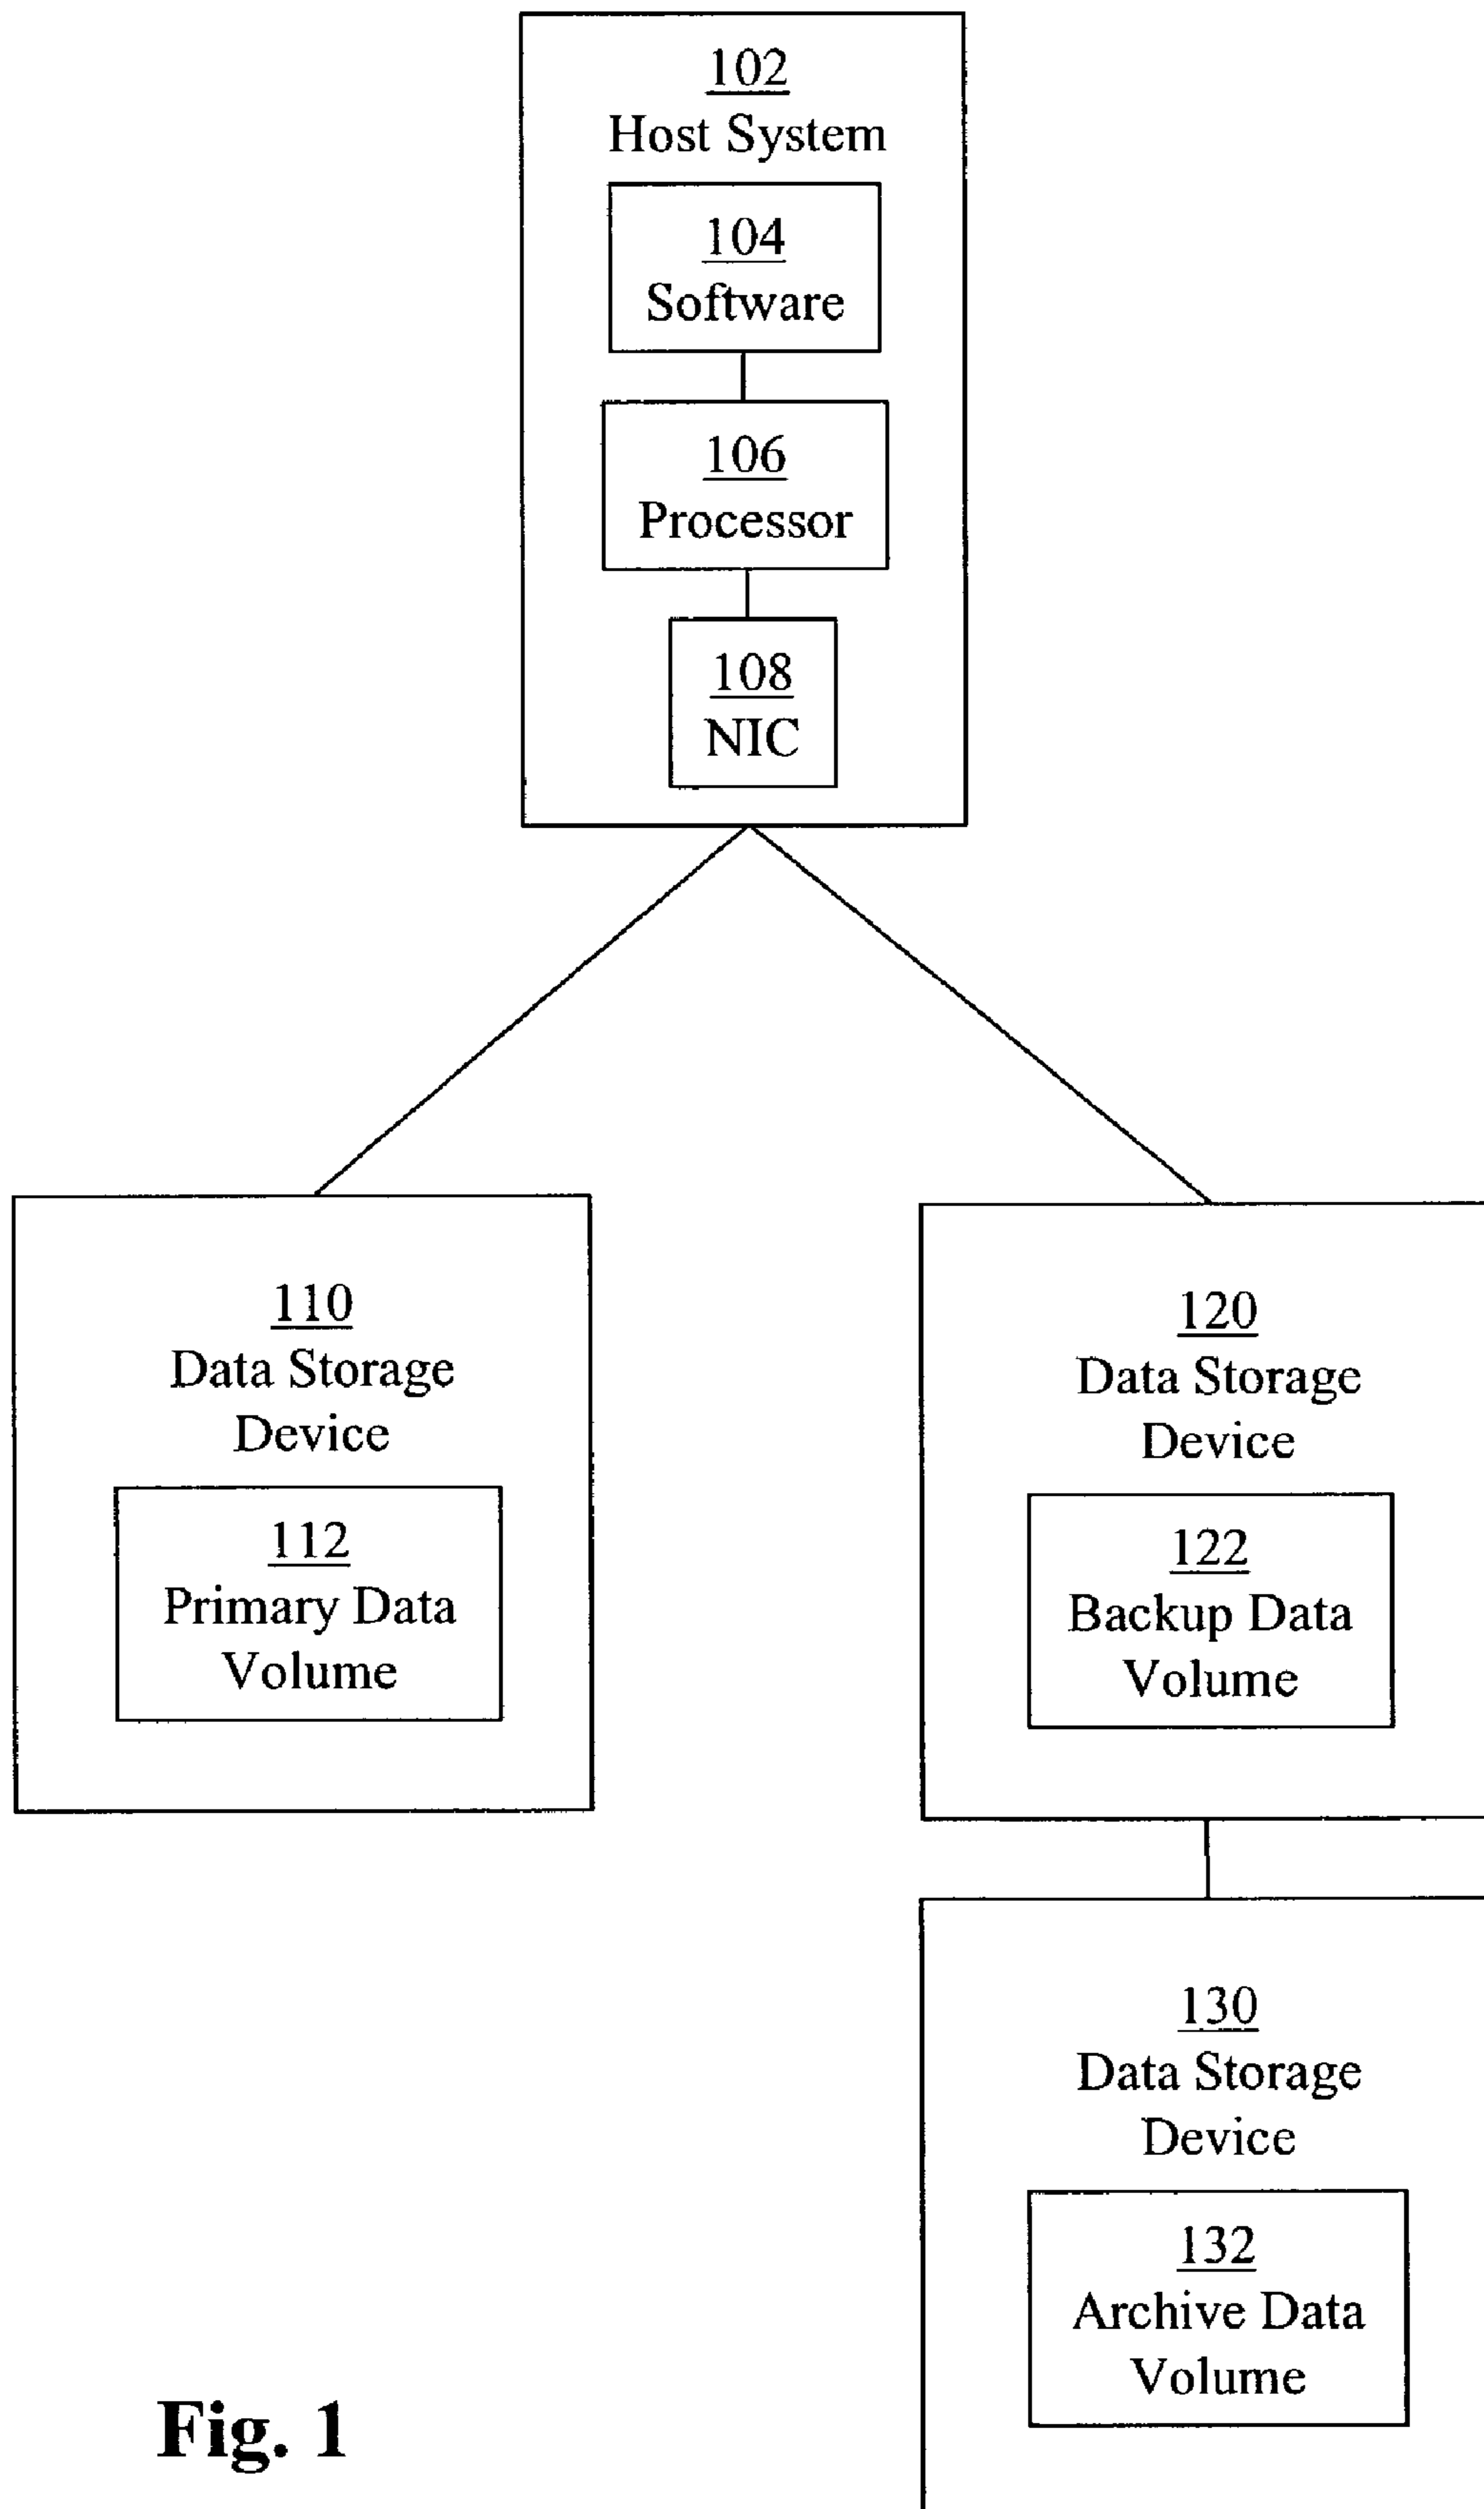 102
Host System
104
Software
106
Processor
108
NIC
110
Data Storage
Device
112
Primary Data
Volume
120
Data Storage
Device
122
Backup Data
Volume
130
Data Storage
Device
132
Archive Data
Volume
Fig. 1